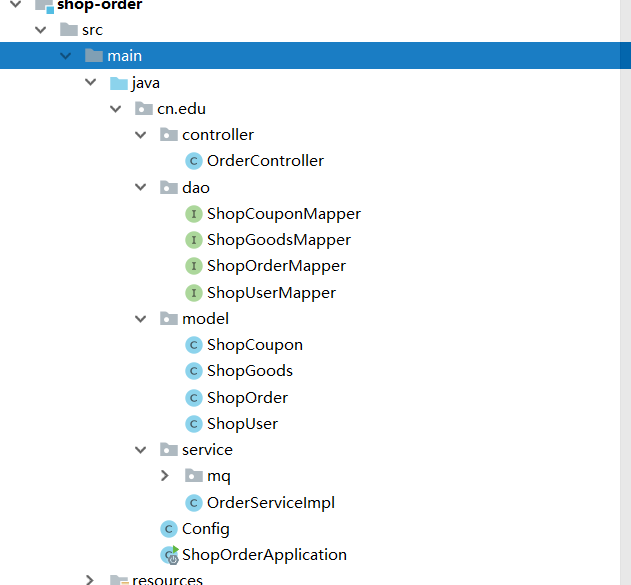 shop-order
src
main
java
cn.edu
controller
C OrderController
dao
I ShopCouponMapper
I ShopGoodsMapper
I ShopOrderMapper
I ShopUserMapper
model
C ShopCoupon
C ShopGoods
C ShopOrder
C ShopUser
service
mq
C OrderServiceImpl
C Config
ShopOrderApplication
resources